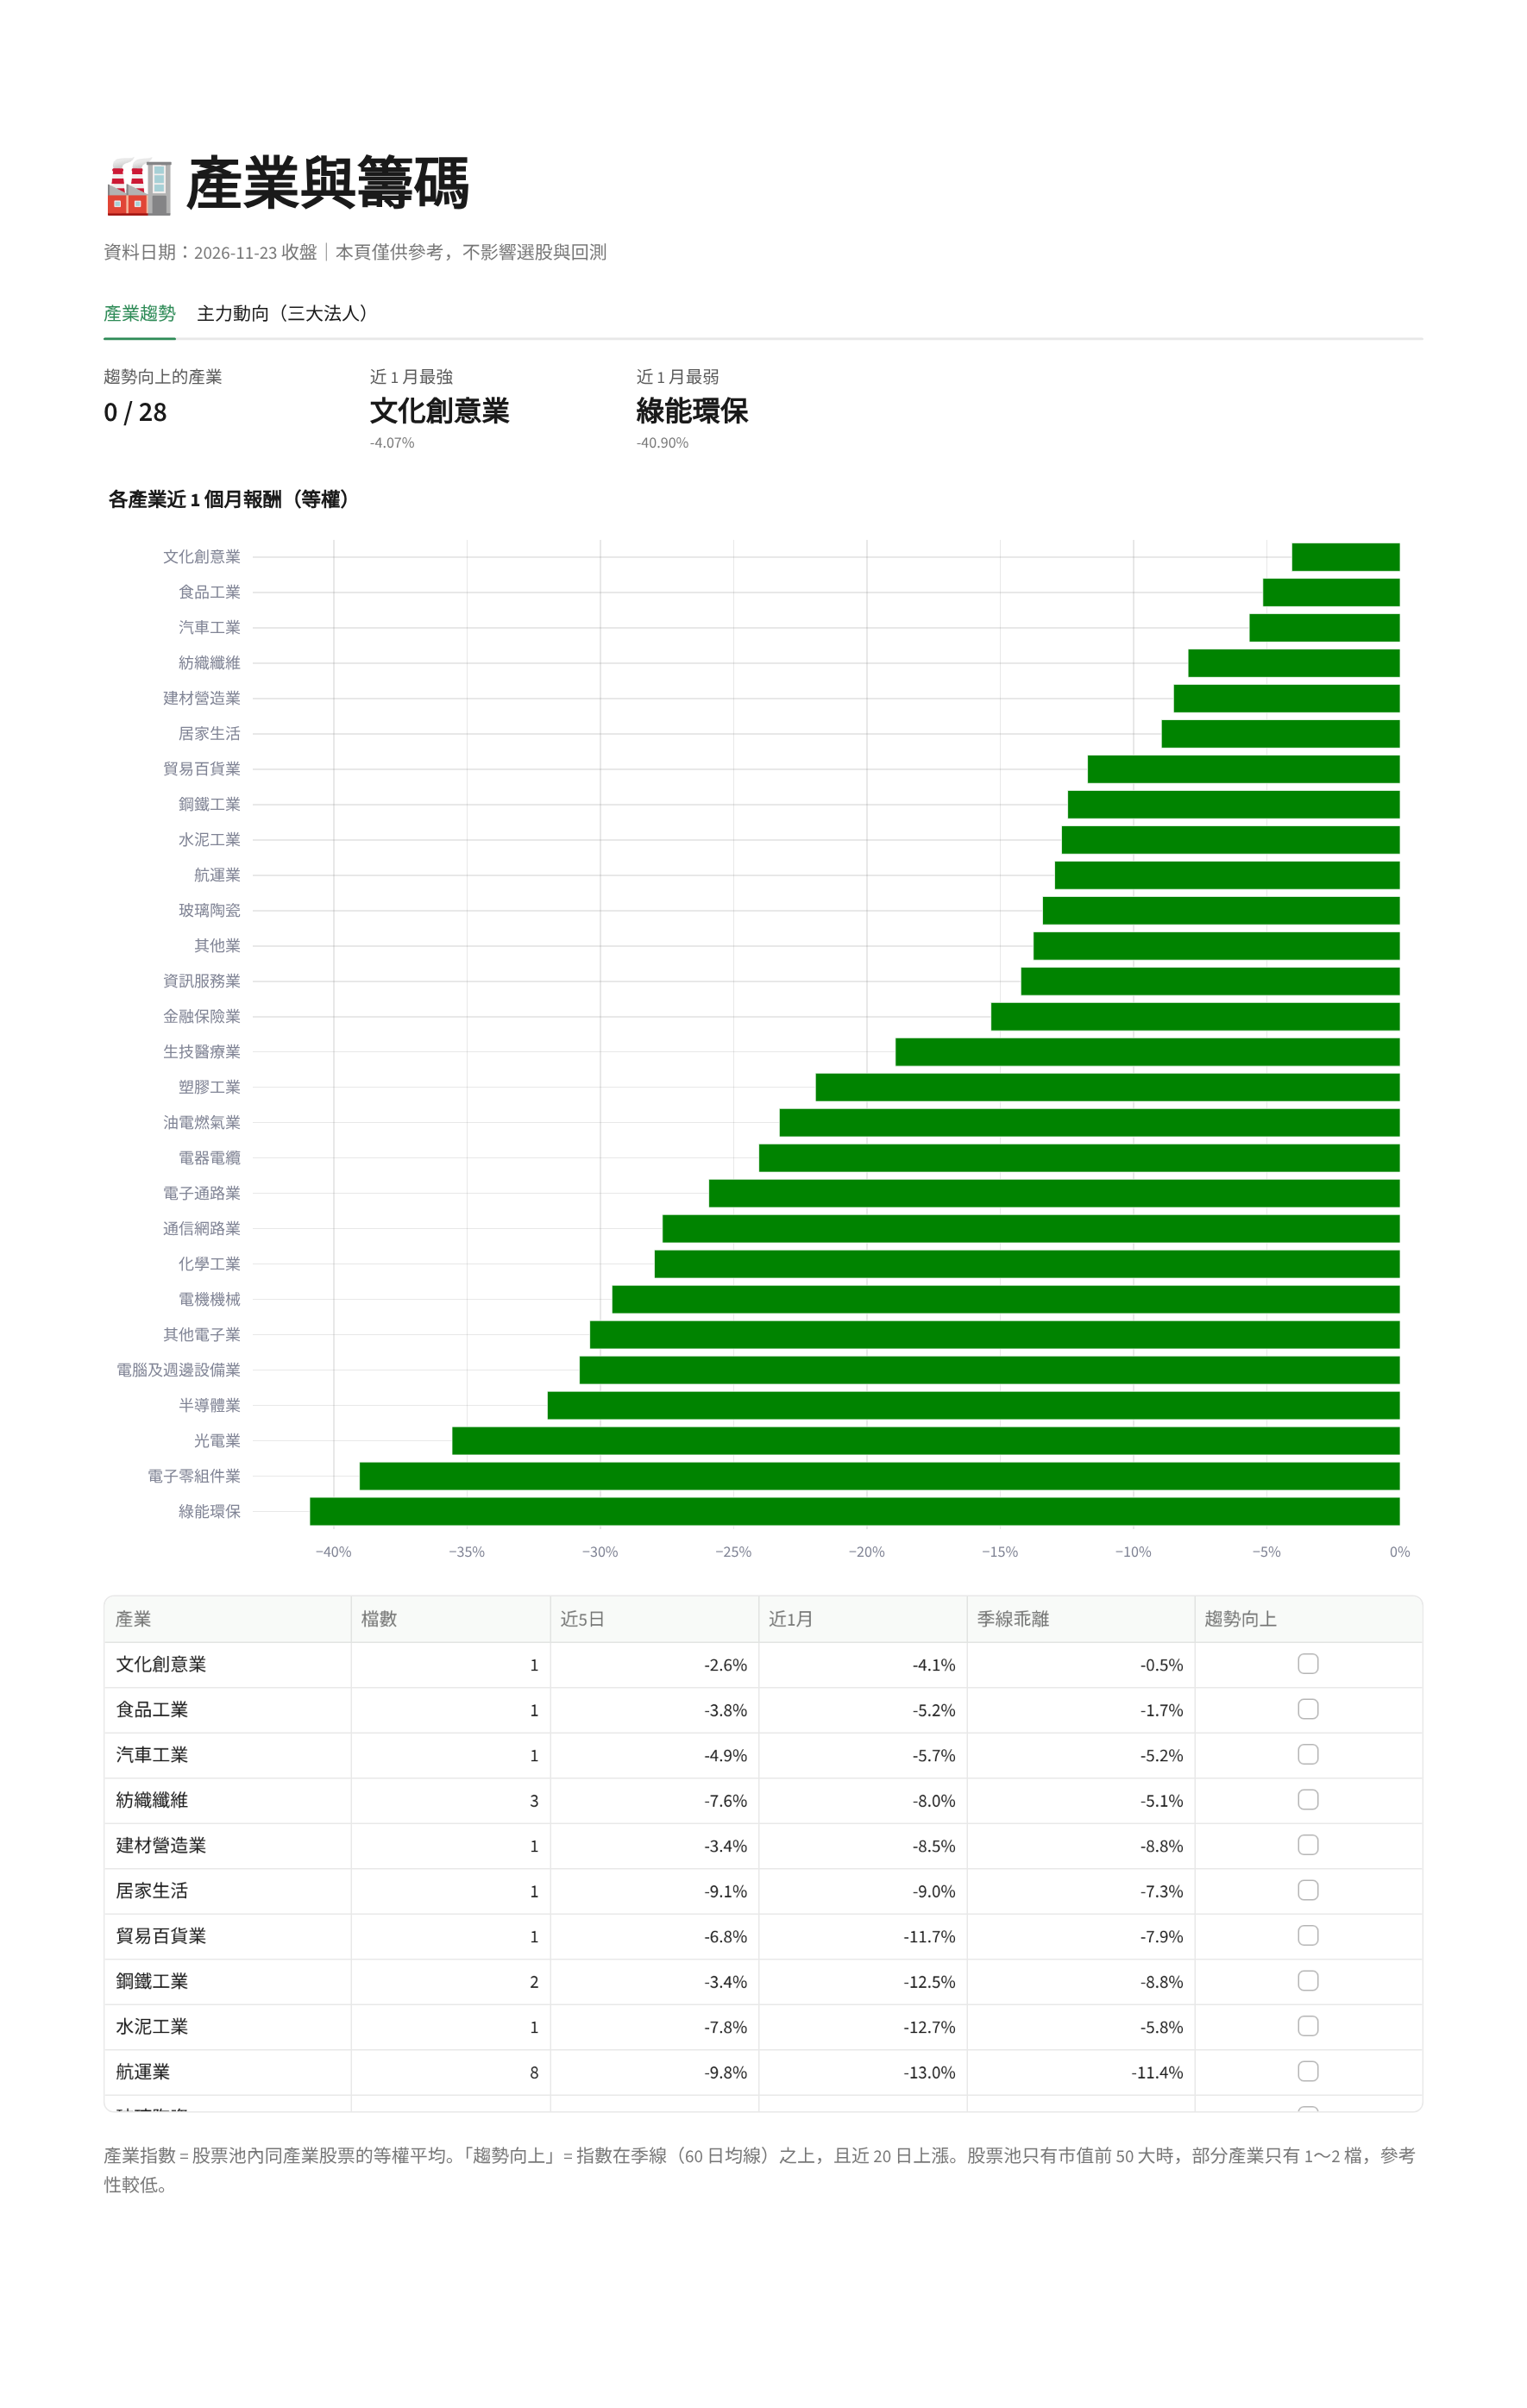 產業與籌碼
資料日期：2026-11-23 收盤｜本頁僅供參考，不影響選股與回測
產業趨勢 主力動向（三大法人）
趨勢向上的產業 近 1 月最強 近 1 月最弱
0 / 28 文化創意業 綠能環保
-4.07% -40.90%
各產業近 1 個月報酬（等權）
文化創意業
食品工業
汽車工業
紡織纖維
建材營造業
居家生活
貿易百貨業
鋼鐵工業
水泥工業
航運業
玻璃陶瓷
其他業
資訊服務業
金融保險業
生技醫療業
塑膠工業
油電燃氣業
電器電纜
電子通路業
通信網路業
化學工業
電機機械
其他電子業
電腦及週邊設備業
半導體業
光電業
電子零組件業
綠能環保
−40% −35% −30% −25% −20% −15% −10% −5% 0%
產業 檔數 近5日 近1月 季線乖離 趨勢向上
文化創意業 1 -2.6% -4.1% -0.5%
食品工業 1 -3.8% -5.2% -1.7%
汽車工業 1 -4.9% -5.7% -5.2%
紡織纖維 3 -7.6% -8.0% -5.1%
建材營造業 1 -3.4% -8.5% -8.8%
居家生活 1 -9.1% -9.0% -7.3%
貿易百貨業 1 -6.8% -11.7% -7.9%
鋼鐵工業 2 -3.4% -12.5% -8.8%
水泥工業 1 -7.8% -12.7% -5.8%
航運業 8 -9.8% -13.0% -11.4%
產業指數 = 股票池內同產業股票的等權平均。「趨勢向上」= 指數在季線（60 日均線）之上，且近 20 日上漲。股票池只有市值前 50 大時，部分產業只有 1～2 檔，參考
性較低。